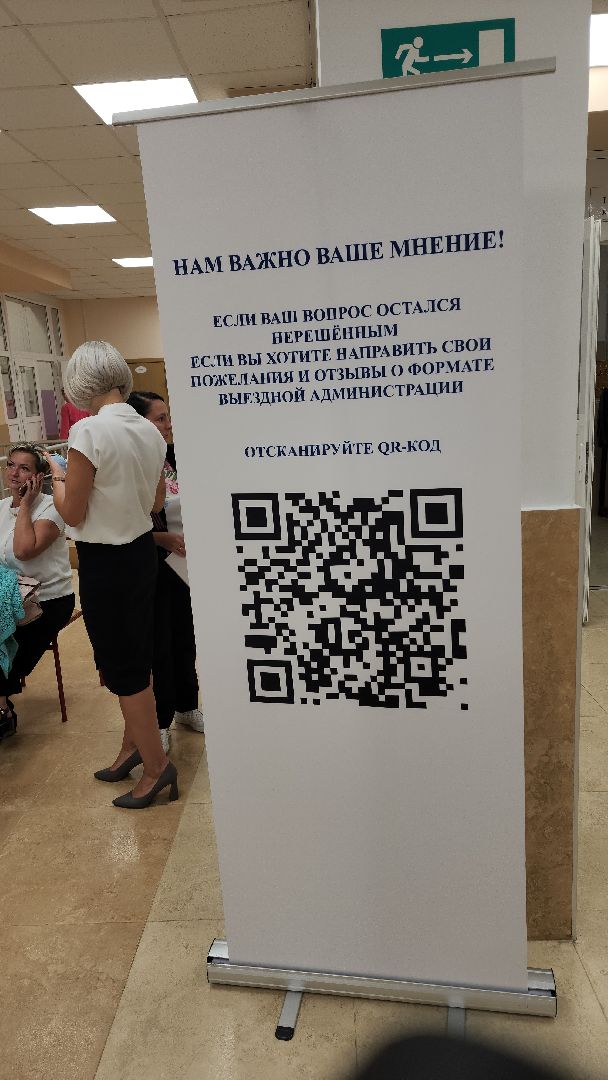 НАМ ВАЖНО ВАШЕ МНЕНИЕ!
ЕСЛИ ВАШ ВОПРОС ОСТАЛСЯ
НЕРЕШЁННЫМ
ЕСЛИ ВЫ ХОТИТЕ НАПРАВИТЬ СВОИ
ПОЖЕЛАНИЯ И ОТЗЫВЫ О ФОРМАТЕ
ВЫЕЗДНОЙ АДМИНИСТРАЦИИ
ОТСКАНИРУЙТЕ QR-КОД